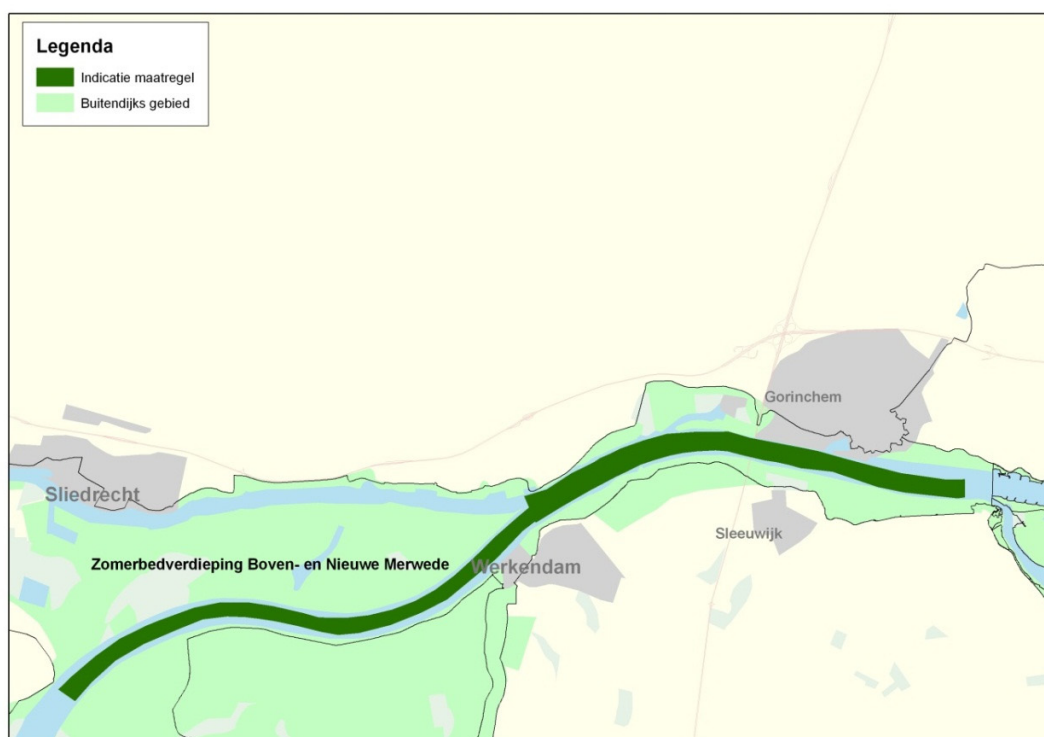 Legenda
Indicatie maatregel
Buitendijks gebied
Gorinchem
Sliedrecht
Sleeuwijk
Zomerbedverdieping Boven- en Nieuwe Merwede
Werkendam